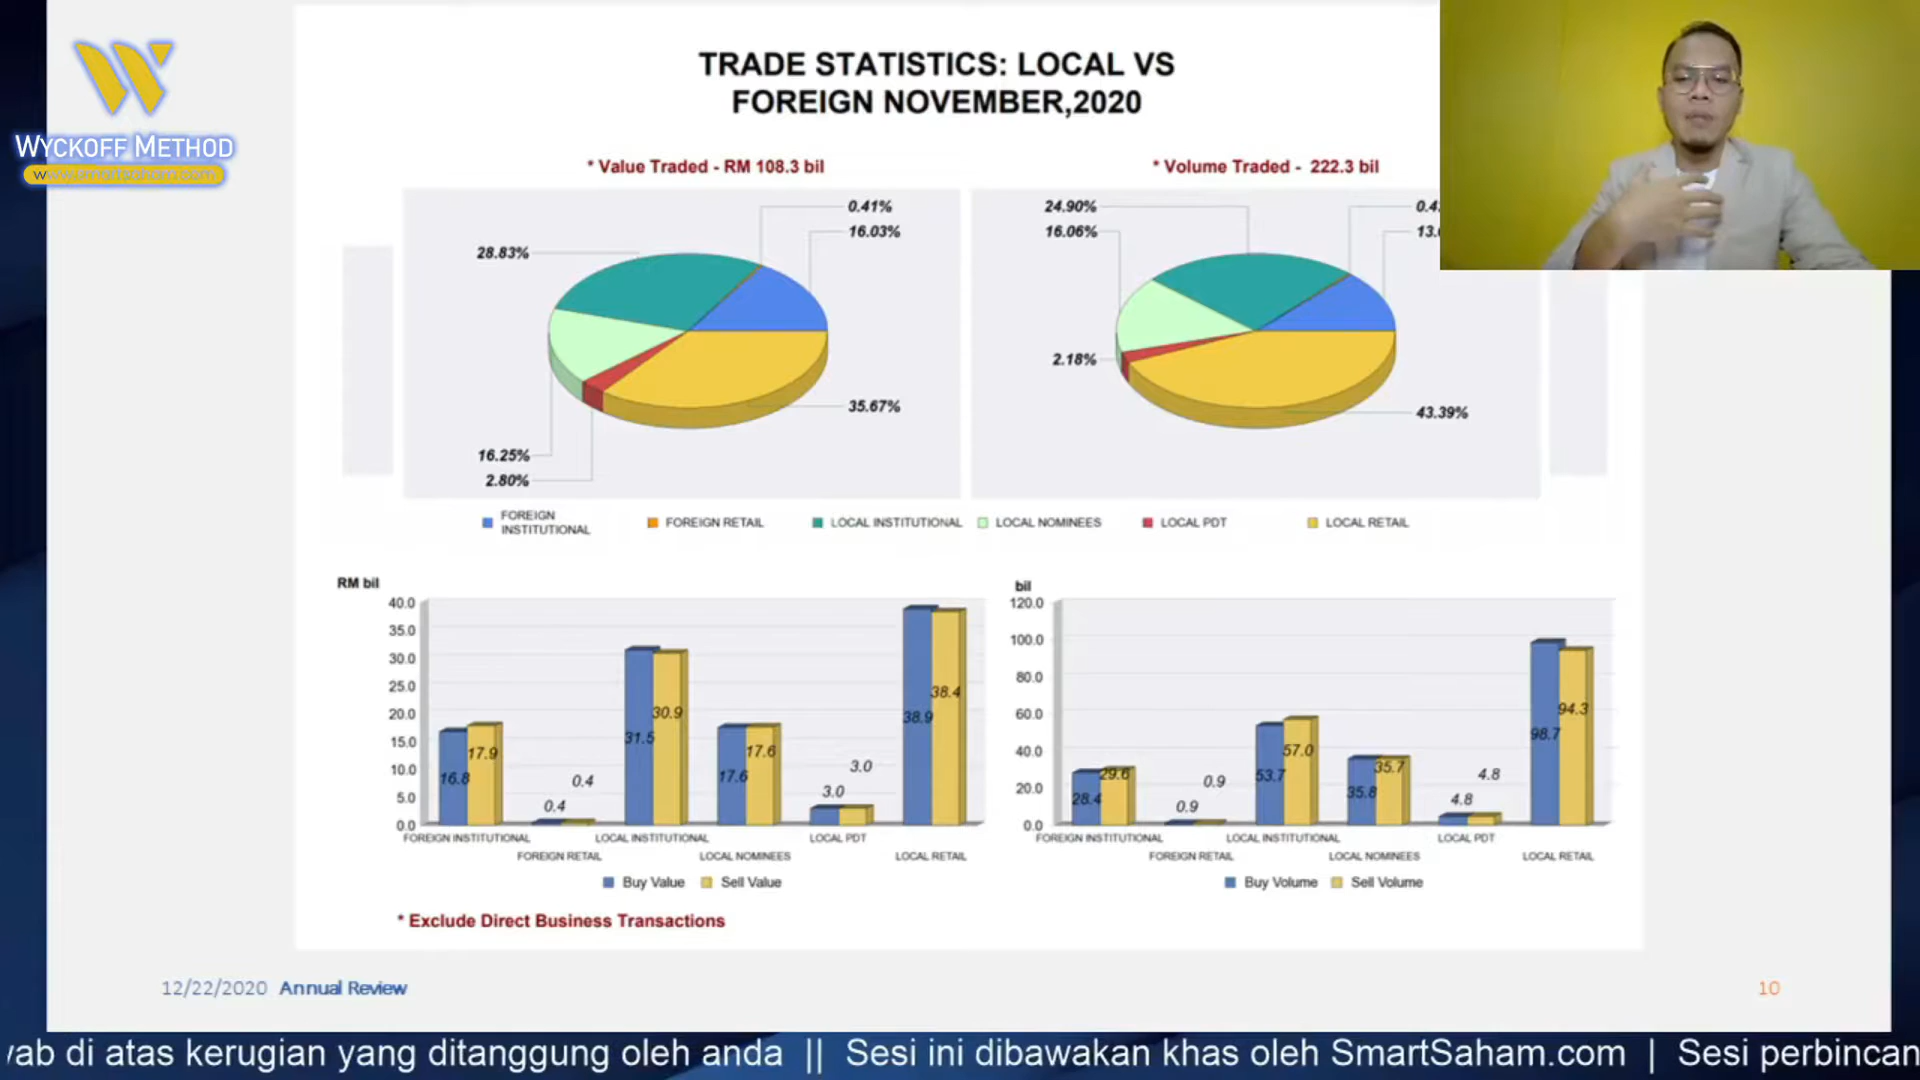 TRADE STATISTICS: LOCAL VS
FOREIGN NOVEMBER,2020
WYCKOFF METHOD
www.smartsaham.com
* Value Traded - RM 108.3 bil
0.41%
16.03%
28.83%
35.67%
16.25%
2.80%
* Volume Traded - 222.3 bil
24.90%
16.06%
2.18%
43.39%
FOREIGN
INSTITUTIONAL
FOREIGN RETAIL
LOCAL INSTITUTIONAL
LOCAL NOMINEES
LOCAL PDT
LOCAL RETAIL
RM bil
40.0
35.0
30.0
25.0
20.0
15.0
10.0
5.0
0.0
16.8
17.9
0.4
0.4
31.5
30.9
17.6
17.6
3.0
3.0
38.9
38.4
FOREIGN INSTITUTIONAL
FOREIGN RETAIL
LOCAL INSTITUTIONAL
LOCAL NOMINEES
LOCAL PDT
LOCAL RETAIL
Buy Value
Sell Value
bil
120.0
100.0
80.0
60.0
40.0
20.0
0.0
28.4
29.6
0.9
0.9
53.7
57.0
35.8
35.7
4.8
4.8
98.7
94.3
FOREIGN INSTITUTIONAL
FOREIGN RETAIL
LOCAL INSTITUTIONAL
LOCAL NOMINEES
LOCAL PDT
LOCAL RETAIL
Buy Volume
Sell Volume
* Exclude Direct Business Transactions
12/22/2020 Annual Review
10
di atas kerugian yang ditanggung oleh anda || Sesi ini dibawakan khas oleh SmartSaham.com | Sesi